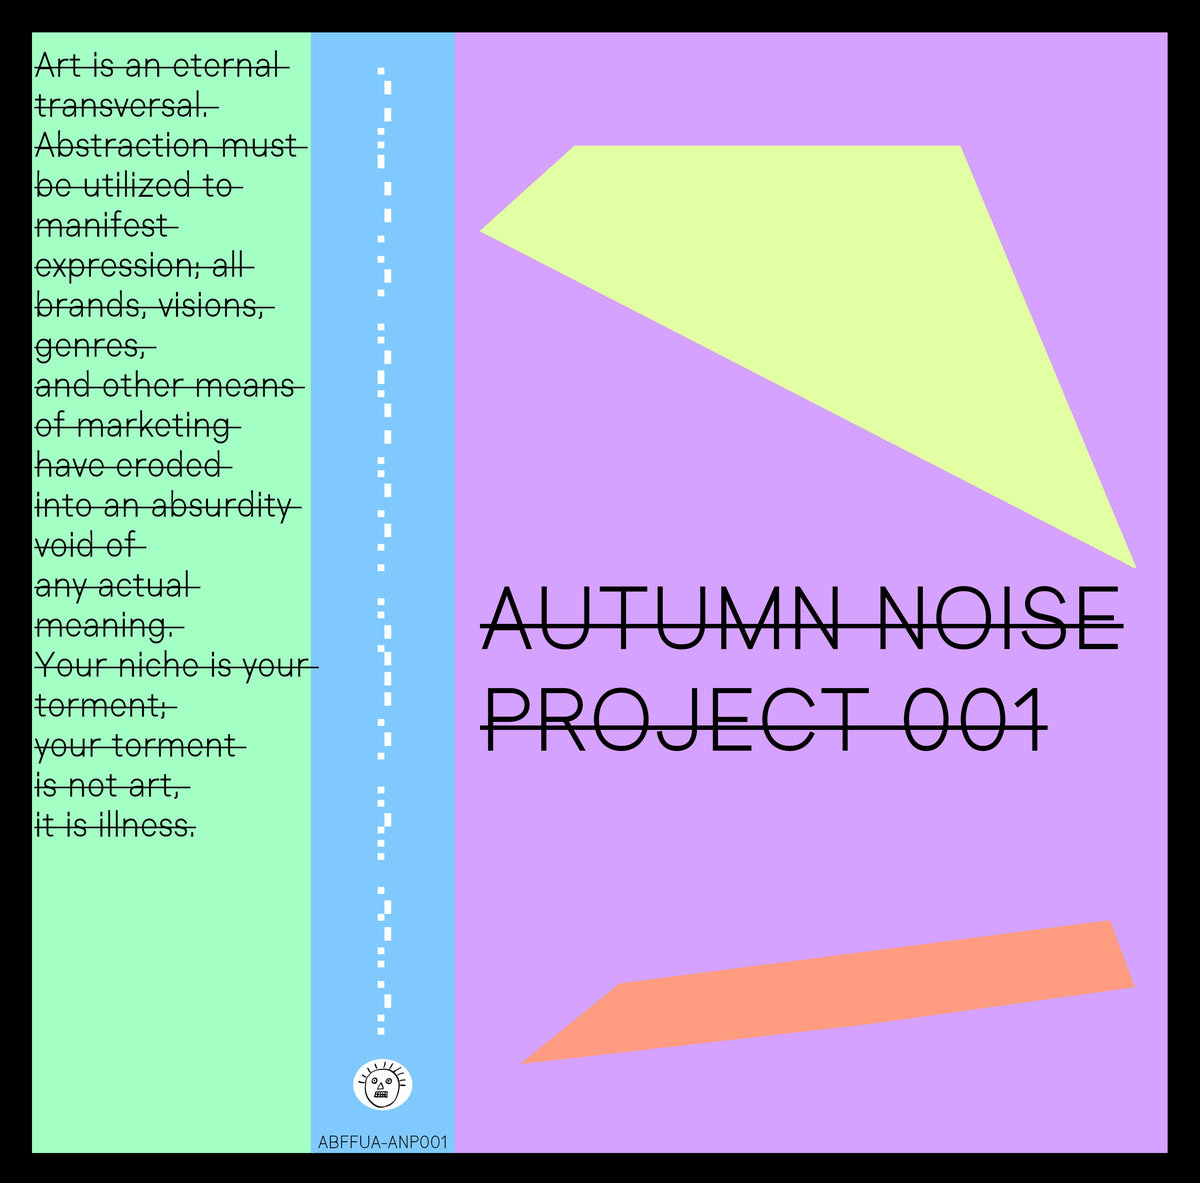 Art is an eternal
transversal.
Abstraction must
be utilized to
manifest
expression; all
brands, visions,
genres,
and other means
of marketing
have eroded
into an absurdity
void of
any actual
meaning.
Your niche is your
torment;
your torment
is not art,
it is illness.
ABFFUA-ANP001
AUTUMN NOISE
PROJECT 001